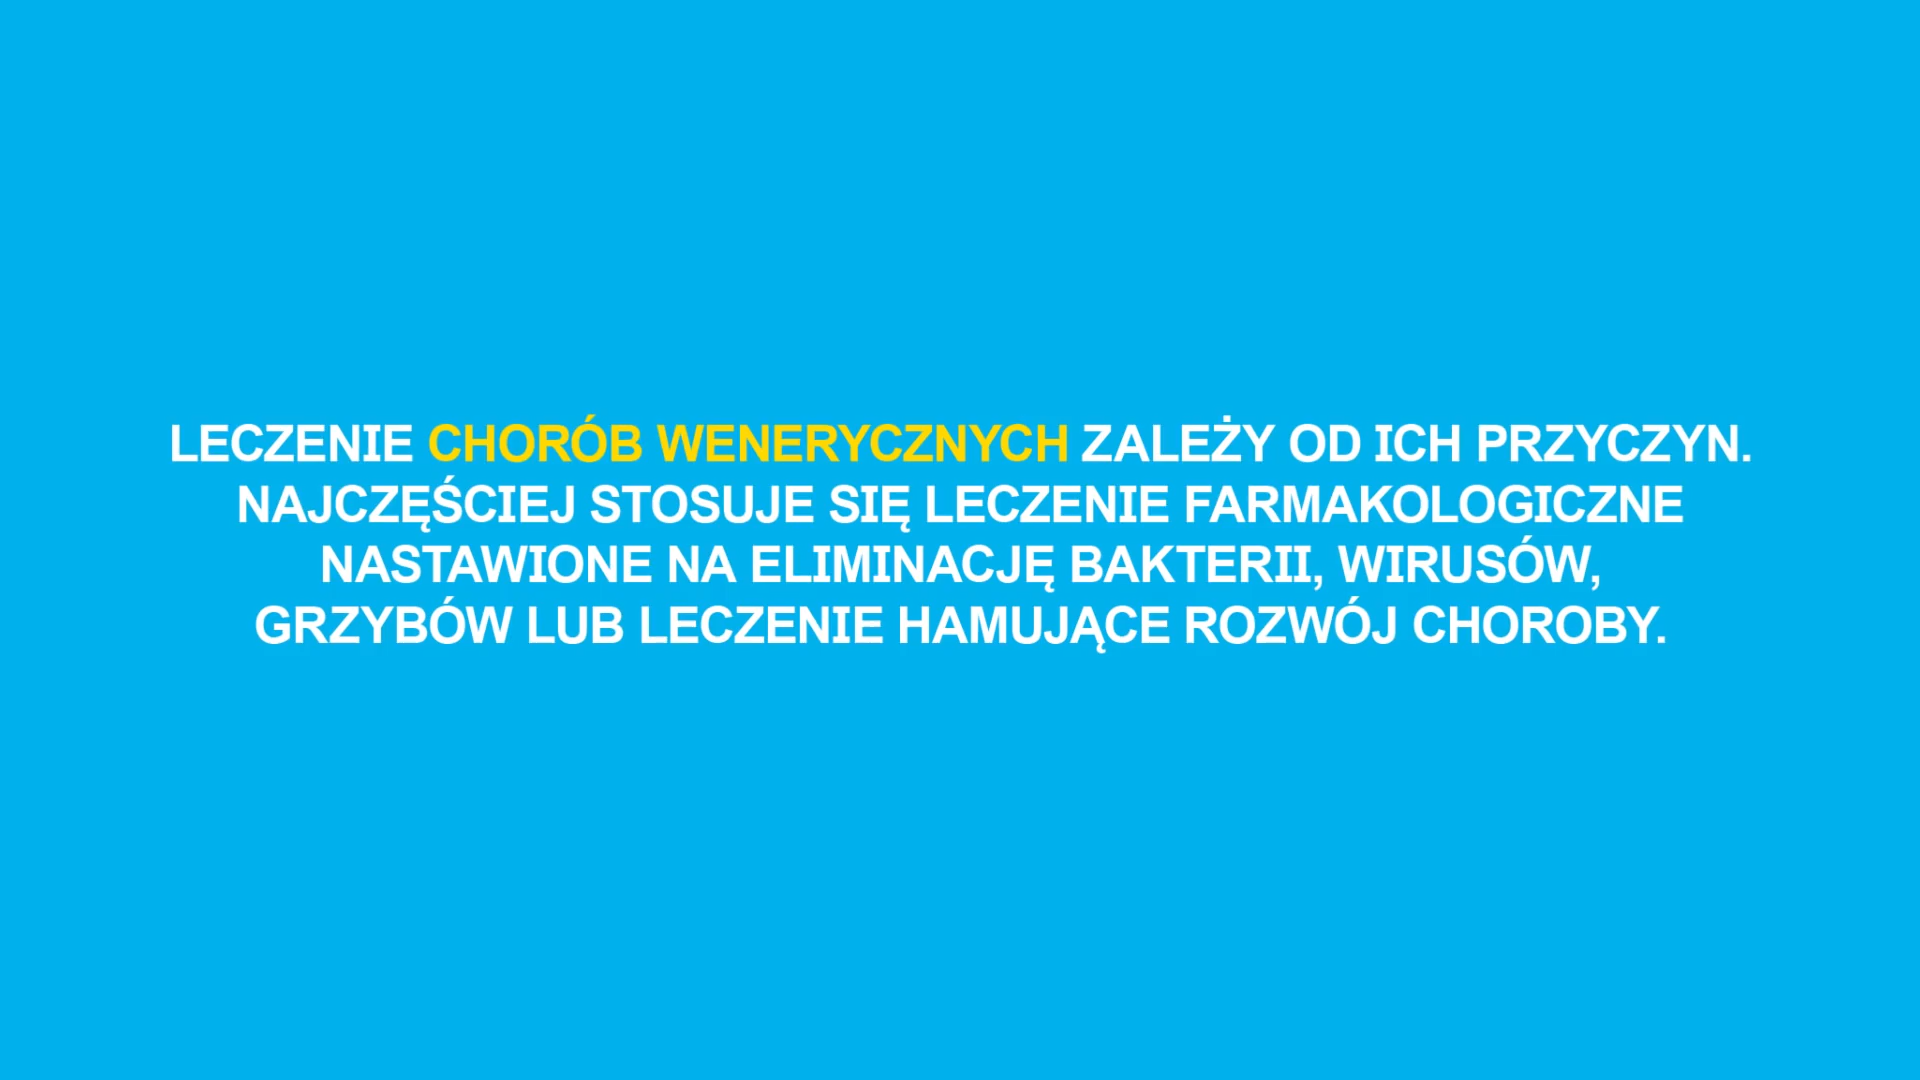 LECZENIE CHORÓB WENERYCZNYCH ZALEŻY OD ICH PRZYCZYN.
NAJCZĘŚCIEJ STOSUJE SIĘ LECZENIE FARMAKOLOGICZNE
NASTAWIONE NA ELIMINACJĘ BAKTERII, WIRUSÓW,
GRZYBÓW LUB LECZENIE HAMUJĄCE ROZWÓJ CHOROBY.